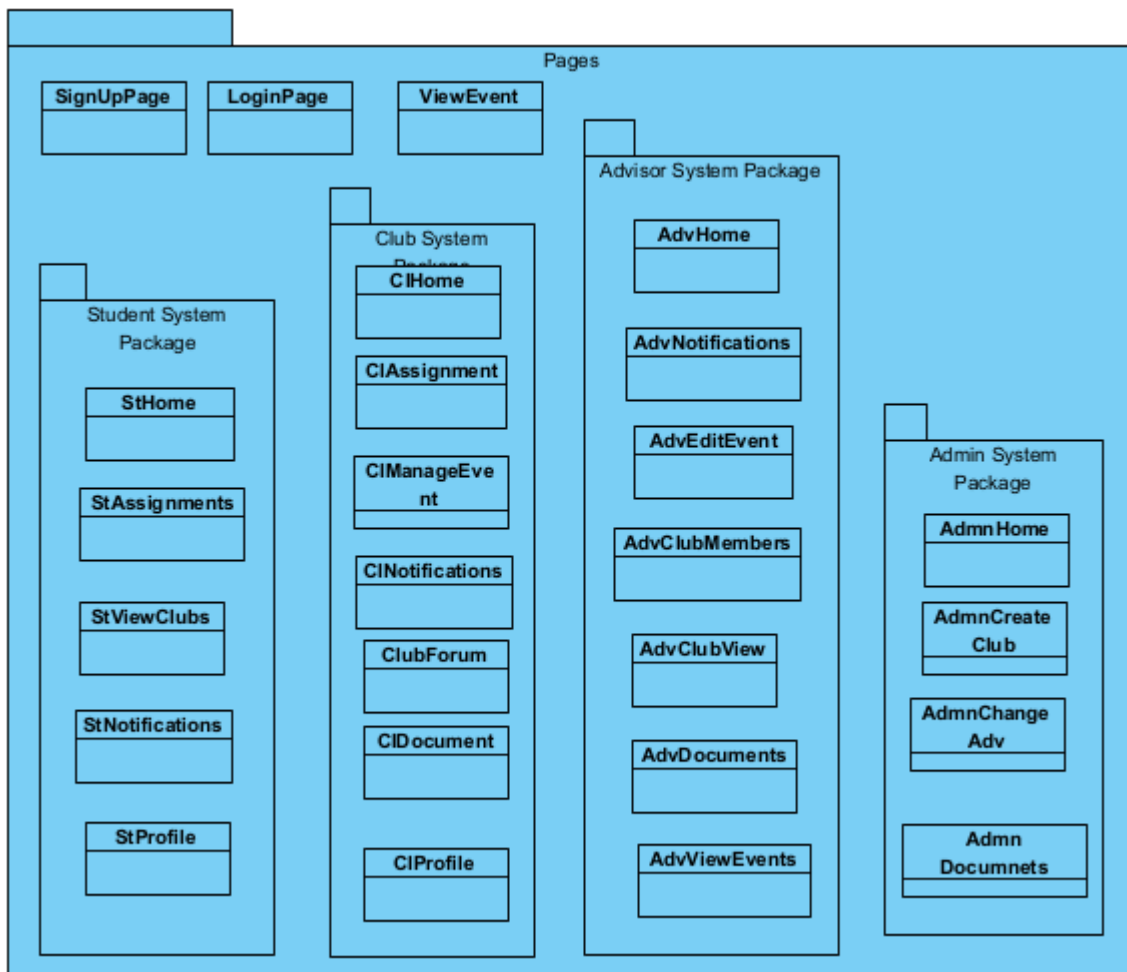 Pages
SignUpPage
LoginPage
ViewEvent
Student System
Package
StHome
StAssignments
StViewClubs
StNotifications
StProfile
Club System
Package
ClHome
ClAssignment
ClManageEve
nt
ClNotifications
ClubForum
ClDocument
ClProfile
Advisor System Package
AdvHome
AdvNotifications
AdvEditEvent
AdvClubMembers
AdvClubView
AdvDocuments
AdvViewEvents
Admin System
Package
AdmnHome
AdmnCreate
Club
AdmnChange
Adv
Admn
Documnets